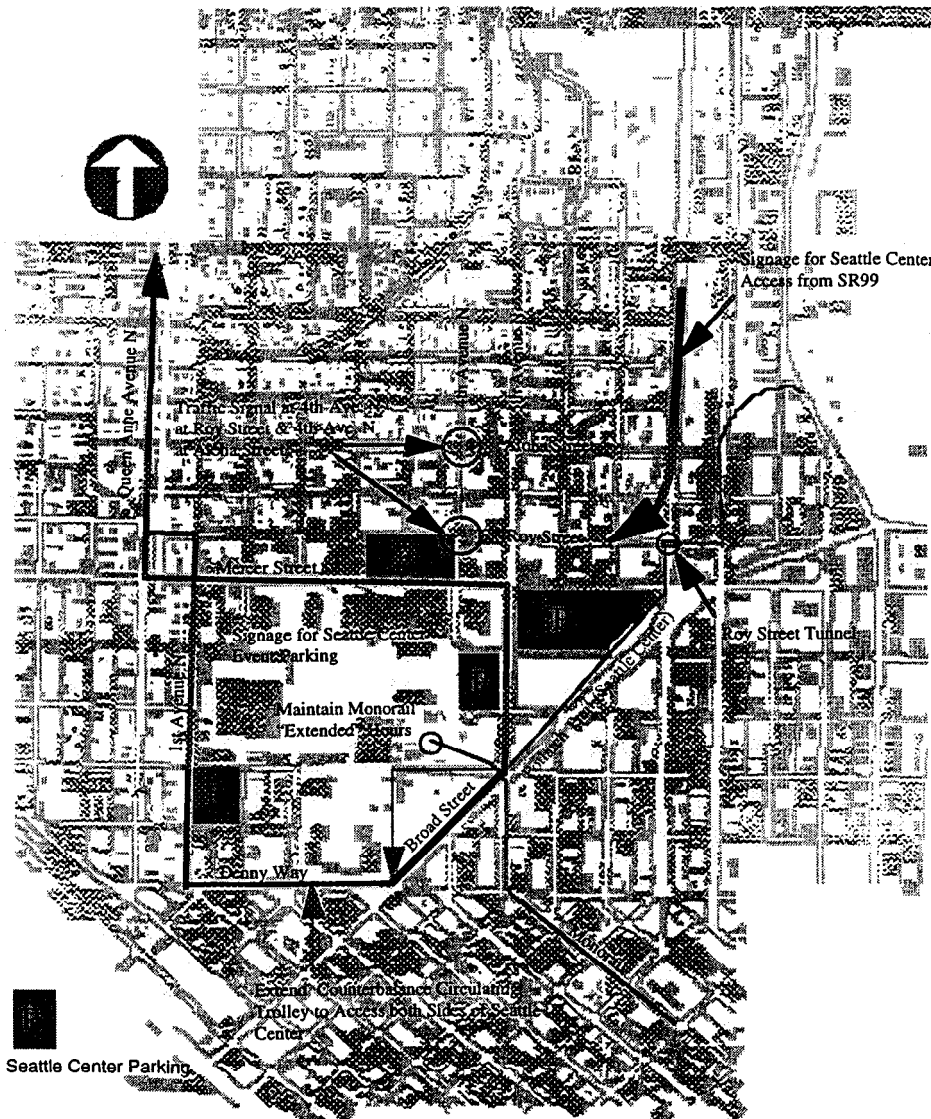 Signage for Seattle Center
Access from SR99
Queen Anne Avenue N
Traffic Signal at 4th Ave. N.
at Roy Street & 4th Ave. N.
at Aloha Street
Roy Street
Mercer Street
Signage for Seattle Center
Event Parking
Roy Street Tunnel
1st Avenue N
Maintain Monorail
"Extended" Hours
Broad Street
Denny Way
Monorail
Extend Counterbalance Circulating
Trolley to Access both Sides of Seattle
Center
Seattle Center Parking